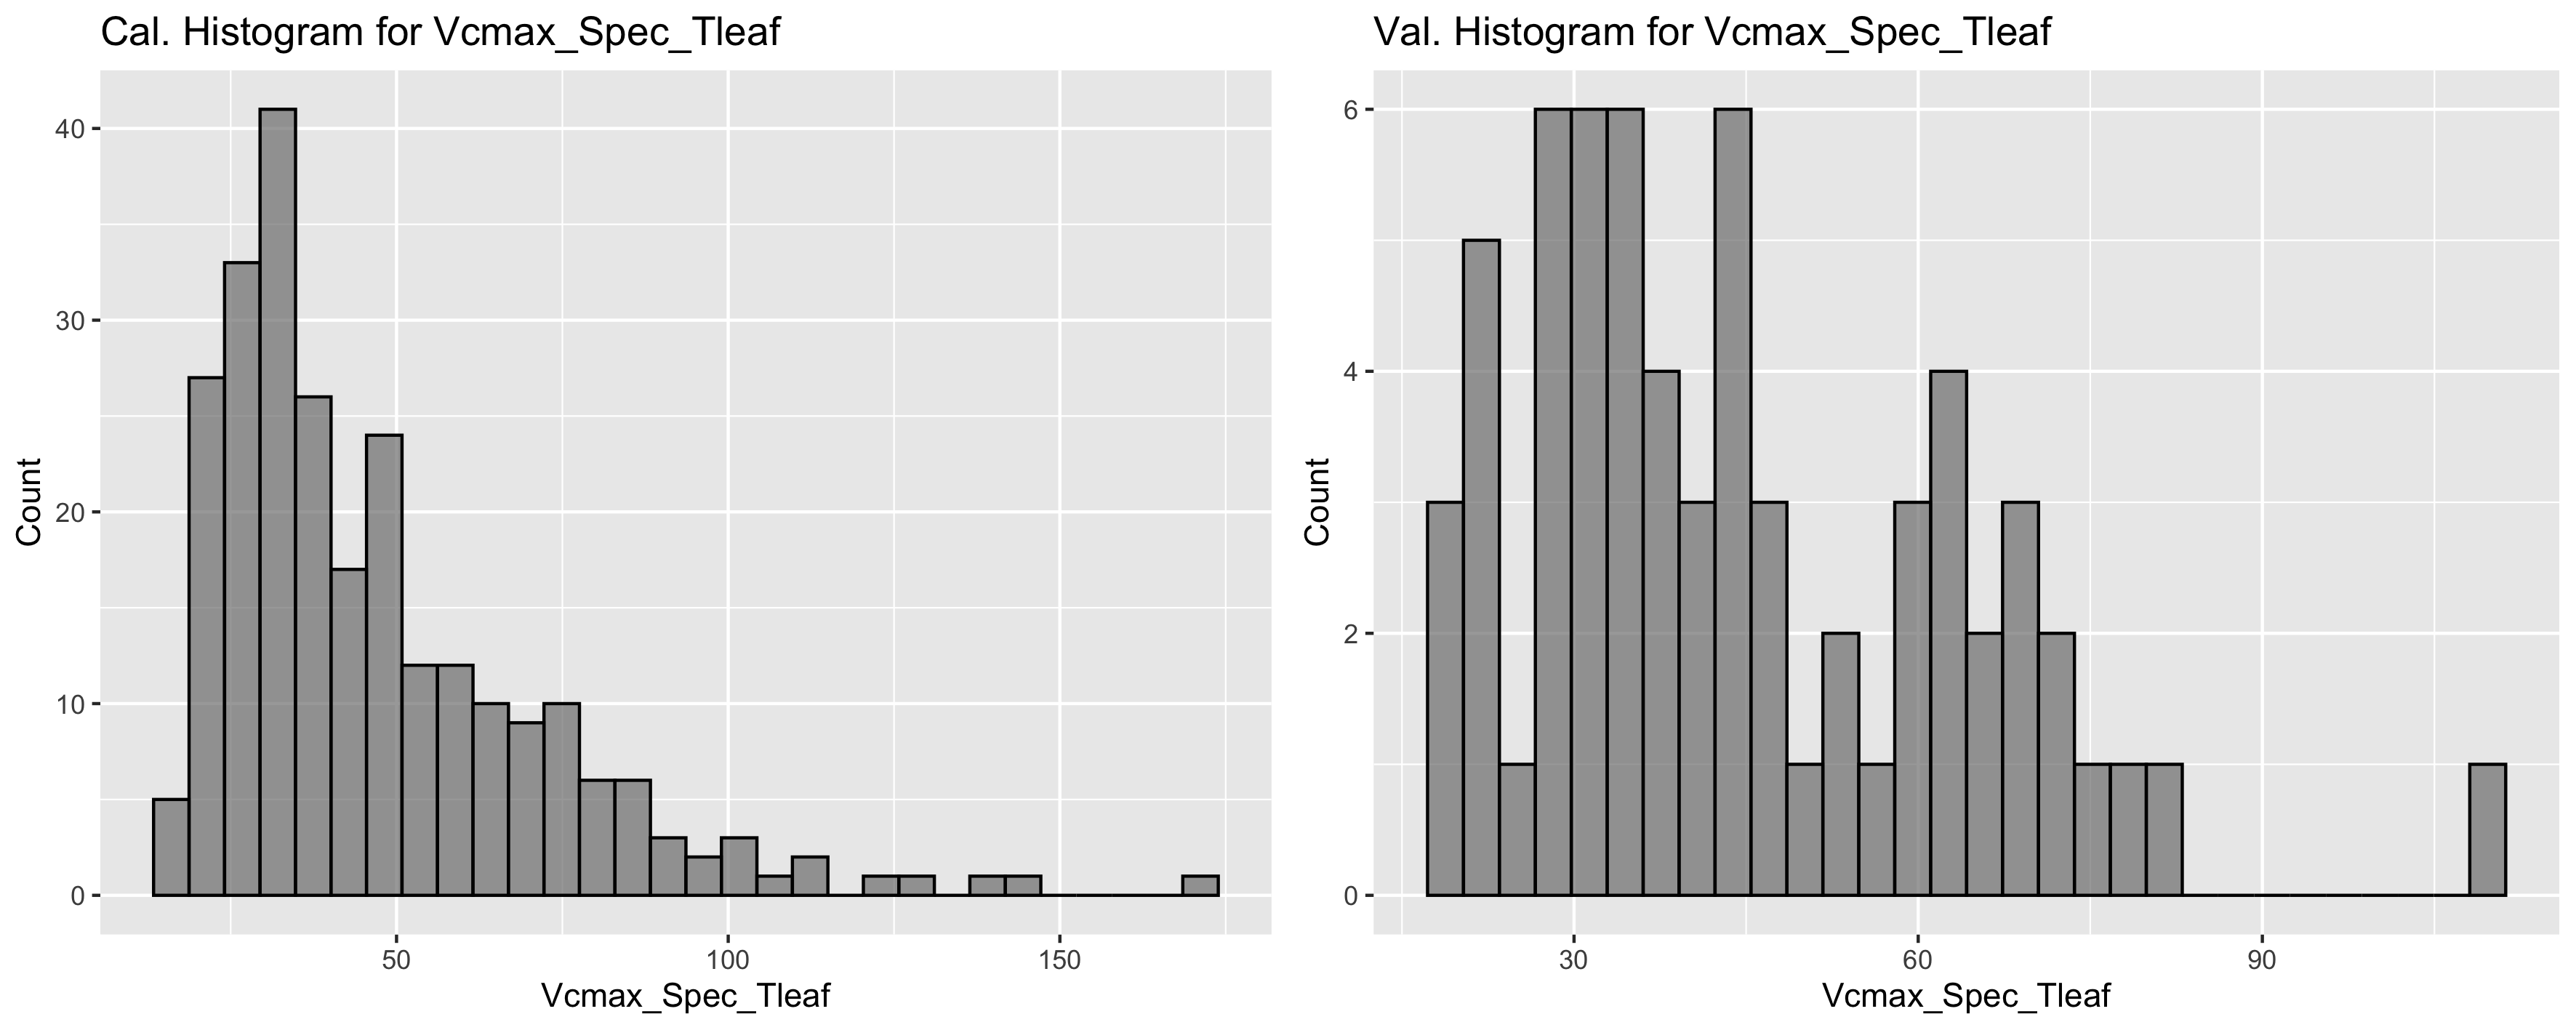 Cal. Histogram for Vcmax_Spec_Tleaf
Count
40
30
20
10
0
50 100 150
Vcmax_Spec_Tleaf
Val. Histogram for Vcmax_Spec_Tleaf
Count
6
4
2
0
30 60 90
Vcmax_Spec_Tleaf